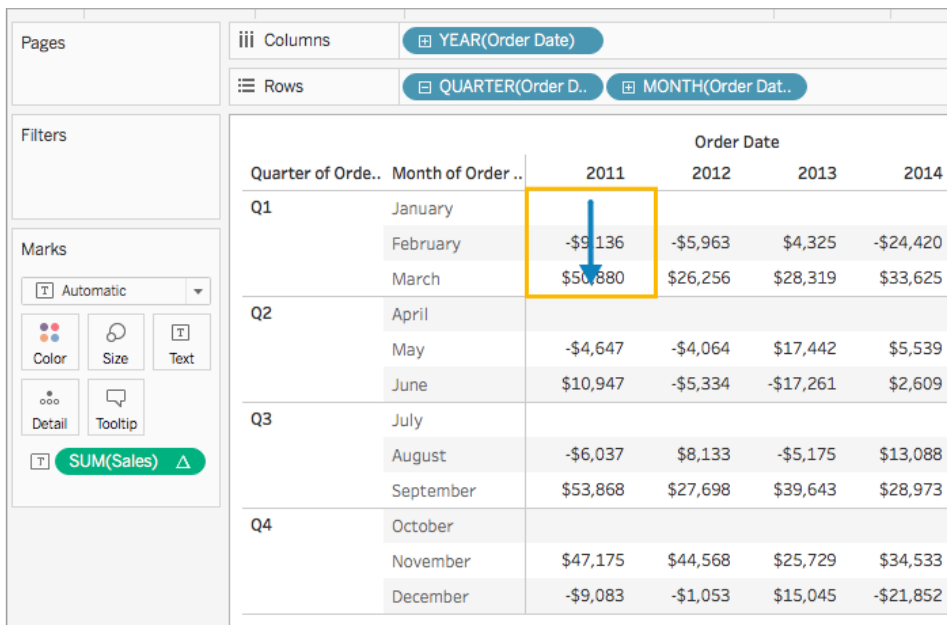 Pages
Columns
YEAR(Order Date)
Rows
QUARTER(Order D..
MONTH(Order Dat..
Filters
Marks
T Automatic
Color
Size
T
Text
Detail
Tooltip
T SUM(Sales) Δ
Order Date
Quarter of Orde.. Month of Order .. 2011 2012 2013 2014
Q1 January
February -$9,136 -$5,963 $4,325 -$24,420
March $50,880 $26,256 $28,319 $33,625
Q2 April
May -$4,647 -$4,064 $17,442 $5,539
June $10,947 -$5,334 -$17,261 $2,609
Q3 July
August -$6,037 $8,133 -$5,175 $13,088
September $53,868 $27,698 $39,643 $28,973
Q4 October
November $47,175 $44,568 $25,729 $34,533
December -$9,083 -$1,053 $15,045 -$21,852